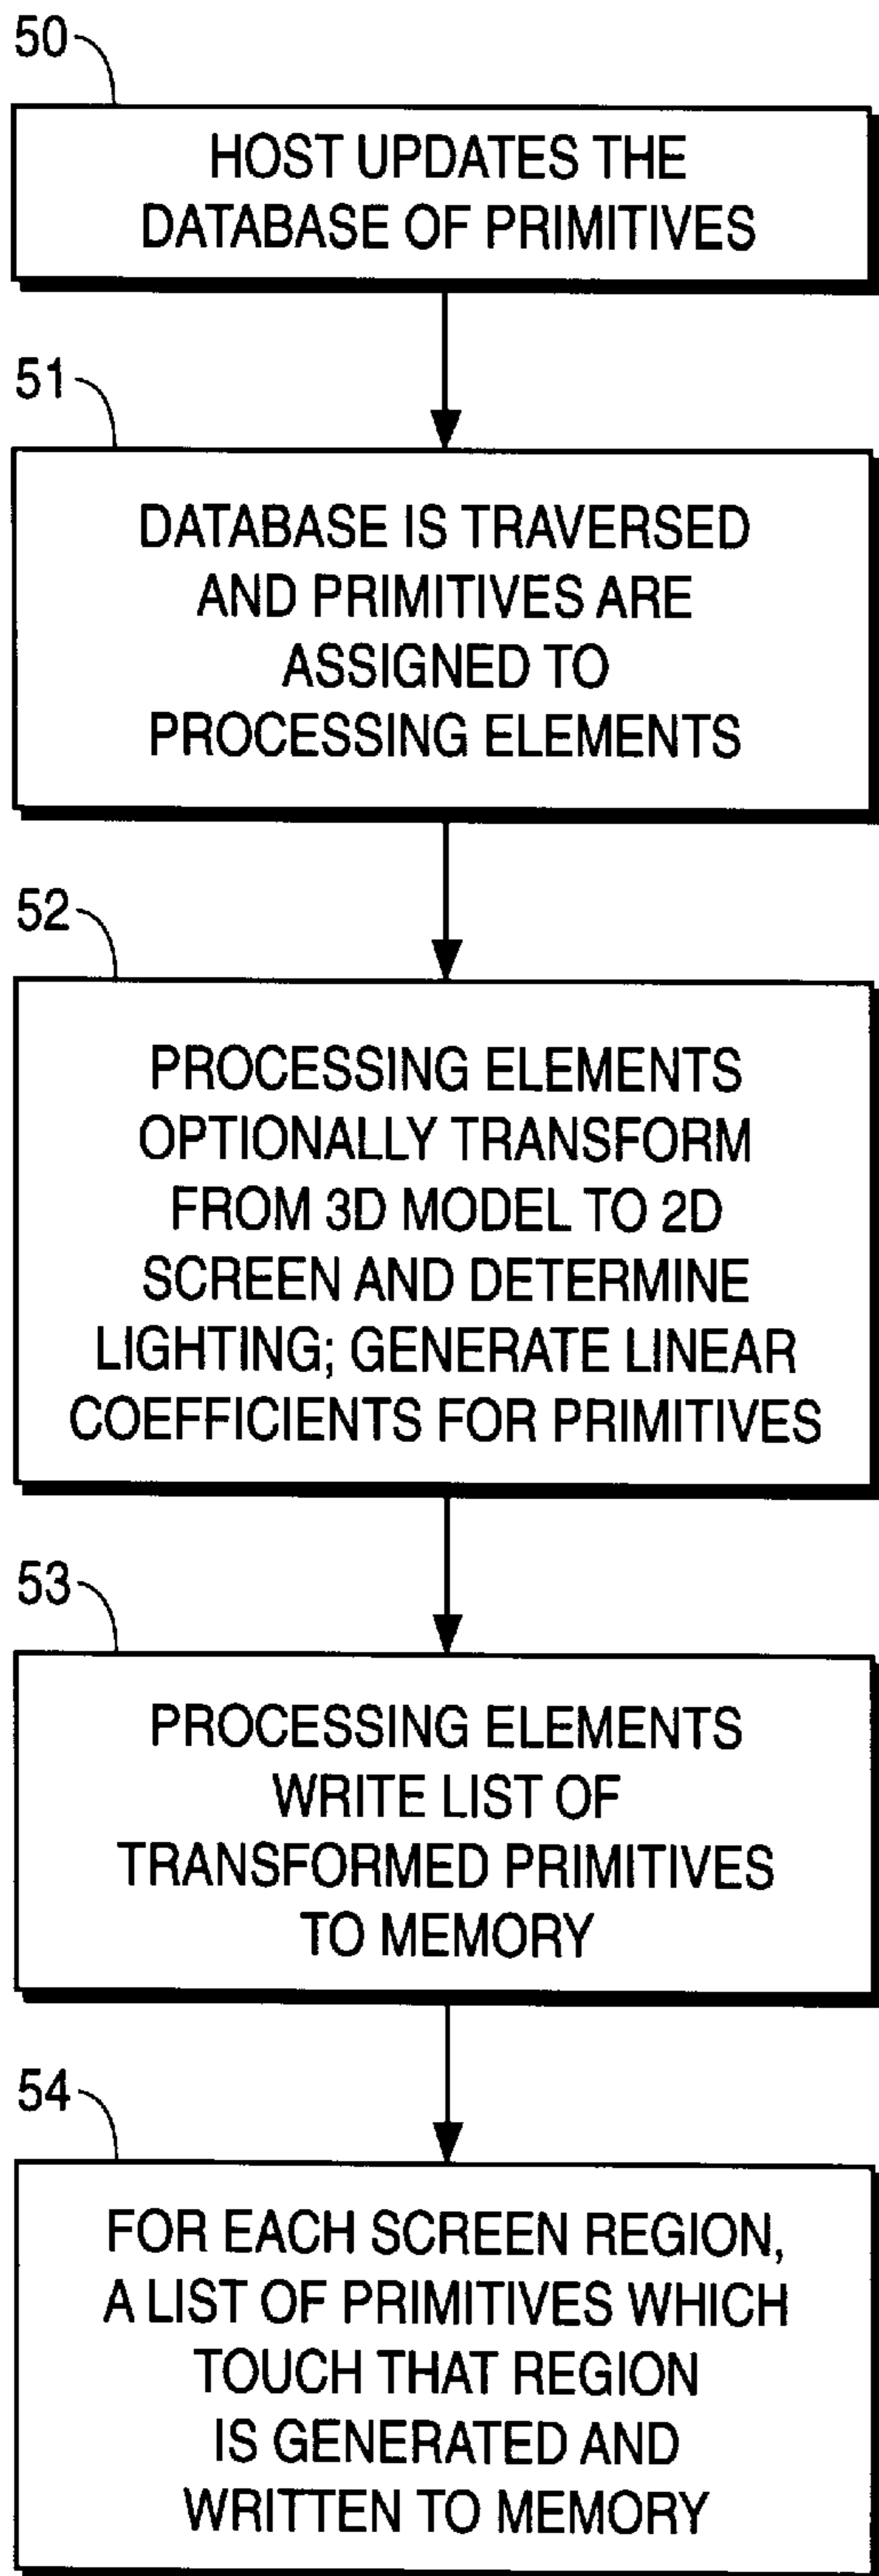 50
HOST UPDATES THE
DATABASE OF PRIMITIVES
51
DATABASE IS TRAVERSED
AND PRIMITIVES ARE
ASSIGNED TO
PROCESSING ELEMENTS
52
PROCESSING ELEMENTS
OPTIONALLY TRANSFORM
FROM 3D MODEL TO 2D
SCREEN AND DETERMINE
LIGHTING; GENERATE LINEAR
COEFFICIENTS FOR PRIMITIVES
53
PROCESSING ELEMENTS
WRITE LIST OF
TRANSFORMED PRIMITIVES
TO MEMORY
54
FOR EACH SCREEN REGION,
A LIST OF PRIMITIVES WHICH
TOUCH THAT REGION
IS GENERATED AND
WRITTEN TO MEMORY